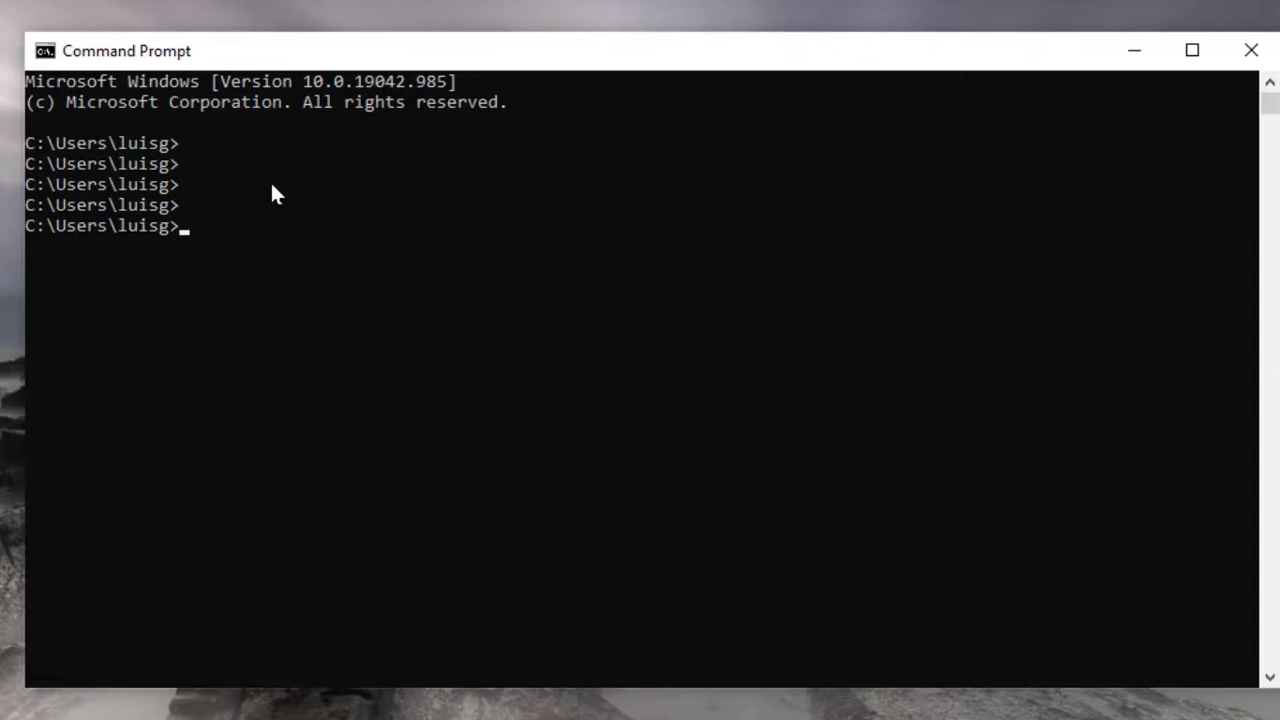 Command Prompt
Microsoft Windows [Version 10.0.19042.985]
(c) Microsoft Corporation. All rights reserved.
C:\Users\luisg>
C:\Users\luisg>
C:\Users\luisg>
C:\Users\luisg>
C:\Users\luisg>